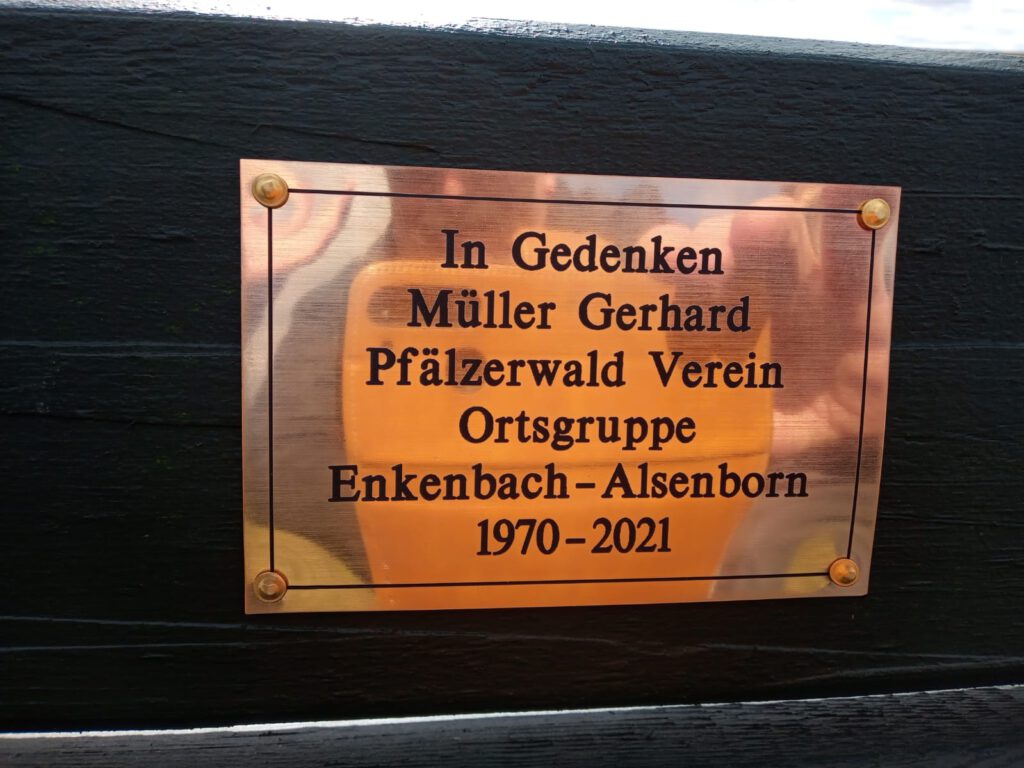 In Gedenken
Müller Gerhard
Pfälzerwald Verein
Ortsgruppe
Enkenbach-Alsenborn
1970-2021